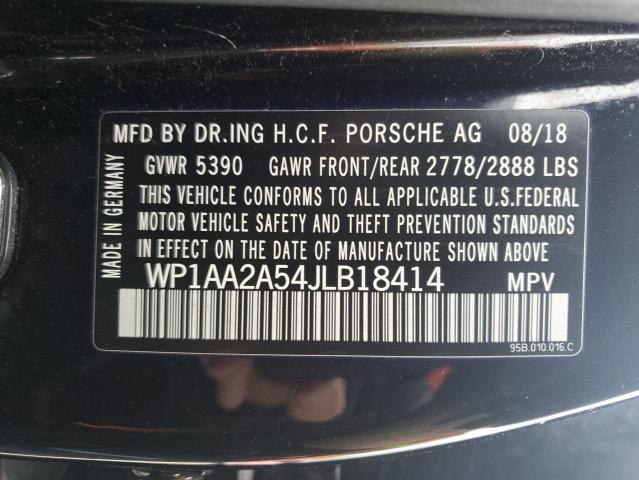 MFD BY DR.ING H.C.F. PORSCHE AG 08/18
GVWR 5390 GAWR FRONT/REAR 2778/2888 LBS
THIS VEHICLE CONFORMS TO ALL APPLICABLE U.S.FEDERAL
MOTOR VEHICLE SAFETY AND THEFT PREVENTION STANDARDS
IN EFFECT ON THE DATE OF MANUFACTURE SHOWN ABOVE
WP1AA2A54JLB18414 MPV
MADE IN GERMANY
95B.010.016.C